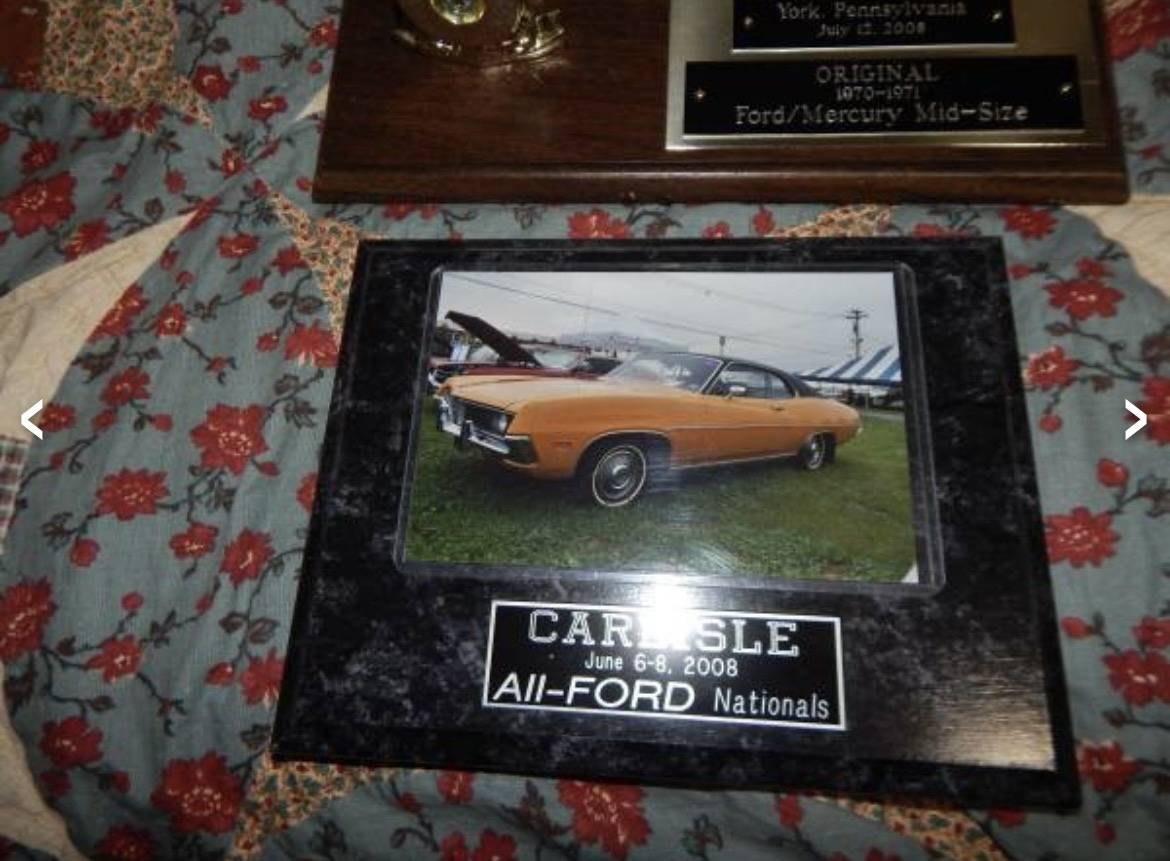 York, Pennsylvania
July 12, 2008
ORIGINAL
1970-1971
Ford/Mercury Mid-Size
CARLISLE
June 6-8, 2008
All-FORD Nationals